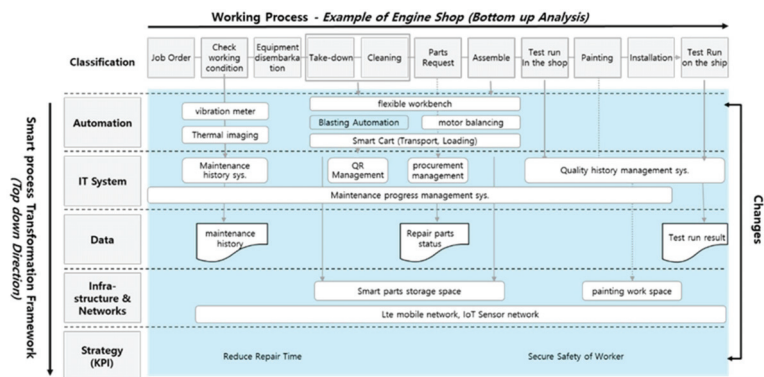 Working Process - Example of Engine Shop (Bottom up Analysis)
Classification
Job Order
Check
working
condition
Equipment
disembarka
tion
Take-down
Cleaning
Parts
Request
Assemble
Test run
In the shop
Painting
Installation
Test Run
on the ship
Smart process Transformation Framework
(Top down Direction)
Automation
vibration meter
Thermal imaging
flexible workbench
Blasting Automation
motor balancing
Smart Cart (Transport, Loading)
IT System
Maintenance
history sys.
QR
Management
procurement
management
Quality history management sys.
Maintenance progress management sys.
Data
maintenance
history
Repair parts
status
Test run result
Infra-
structure &
Networks
Smart parts storage space
painting work space
Lte mobile network, IoT Sensor network
Strategy
(KPI)
Reduce Repair Time
Secure Safety of Worker
Changes